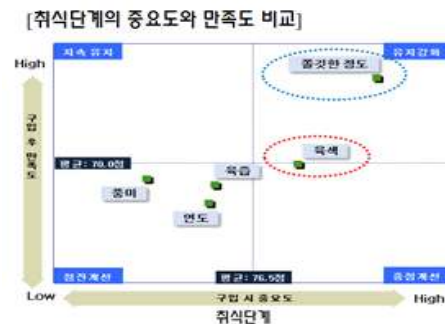 [취식단계의 중요도와 만족도 비교]
지속유지
유지강화
High
쫄깃한 정도
구입 후 만족도
평균: 70.0점
육색
육즙
풍미
연도
점진개선
평균: 76.5점
중점개선
Low
구입 시 중요도
High
취식단계